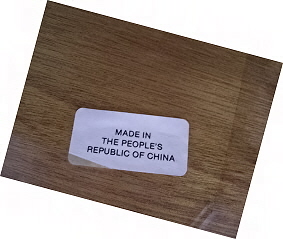 MADE IN
THE PEOPLE'S
REPUBLIC OF CHINA